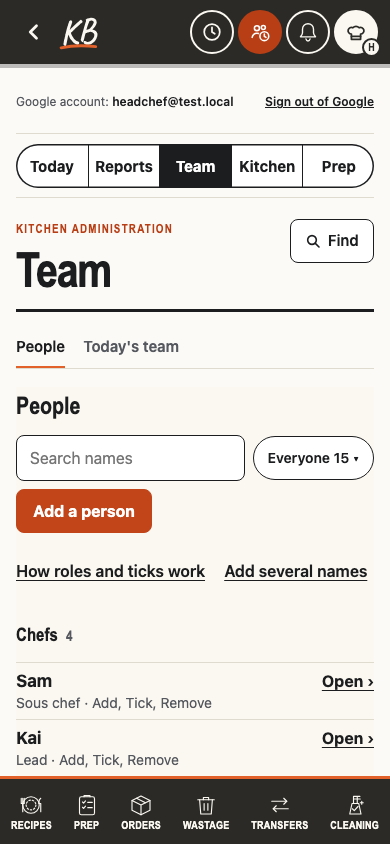 KB
H
Google account: headchef@test.local Sign out of Google
Today Reports Team Kitchen Prep
KITCHEN ADMINISTRATION
Team
Find
People Today's team
People
Search names Everyone 15 ▾
Add a person
How roles and ticks work Add several names
Chefs 4
Sam Open ›
Sous chef · Add, Tick, Remove
Kai Open ›
Lead · Add, Tick, Remove
RECIPES PREP ORDERS WASTAGE TRANSFERS CLEANING